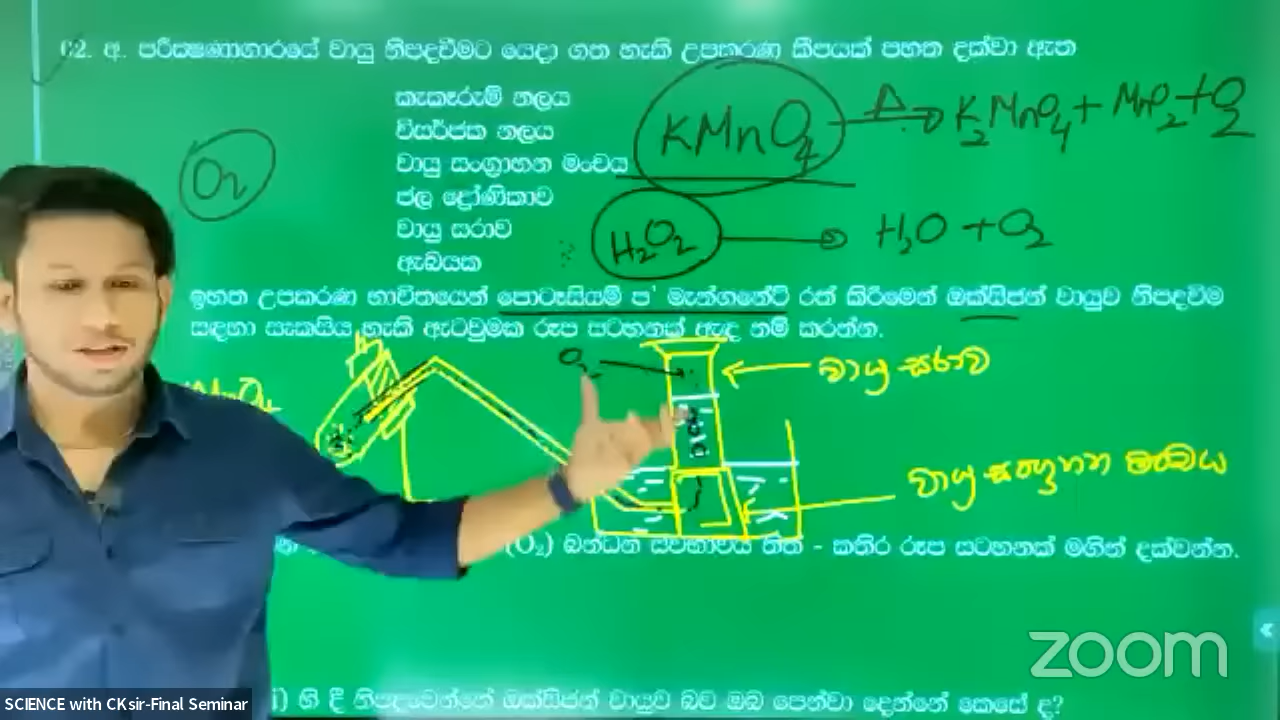 02. අ. පරීක්ෂණාගාරයේ වායු නිපදවීමට යෙදා ගත හැකි උපකරණ කීපයක් පහත දක්වා ඇත
කැකෑරුම් නලය
විසර්ජක නලය
වායු සංග්‍රාහන මංචය
ජල ද්‍රෝණිකාව
වායු සරාව
ඇබයක
KMnO₄ Δ→ K₂MnO₄ + MnO₂ + O₂
O₂
H₂O₂ → H₂O + O₂
ඉහත උපකරණ භාවිතයෙන් පොටෑසියම් ප' මැන්ගනේට් රත් කිරීමෙන් ඔක්සිජන් වායුව නිපදවීම
සඳහා සැකසිය හැකි ඇටවුමක රූප සටහනක් ඇඳ නම් කරන්න.
O₂
වායු සරාව
වායු සංග්‍රහන මංචය
(O₂) බන්ධන ස්වභාවය තිත් - කතිර රූප සටහනක් මගින් දක්වන්න.
හි දී නිපදවෙන්නේ ඔක්සිජන් වායුව බව ඔබ පෙන්වා දෙන්නේ කෙසේ ද?
zoom
SCIENCE with CKsir-Final Seminar